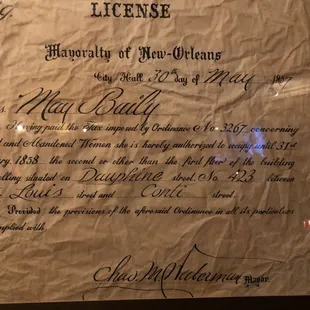 LICENSE
Mayoralty of New-Orleans
City Hall 30th day of May 1857
May Baily
Having paid the Tax imposed by Ordinance No. 3267 concerning
and Abandoned Women she is hereby authorized to occupy until 31st
1858 the second or other than the first floor of the building
situated on Dauphine street. No. 423 between
Louis street and Conti street.
Provided the provisions of the aforesaid Ordinance in all its particulars
complied with.
Chas. M. Waterman Mayor.